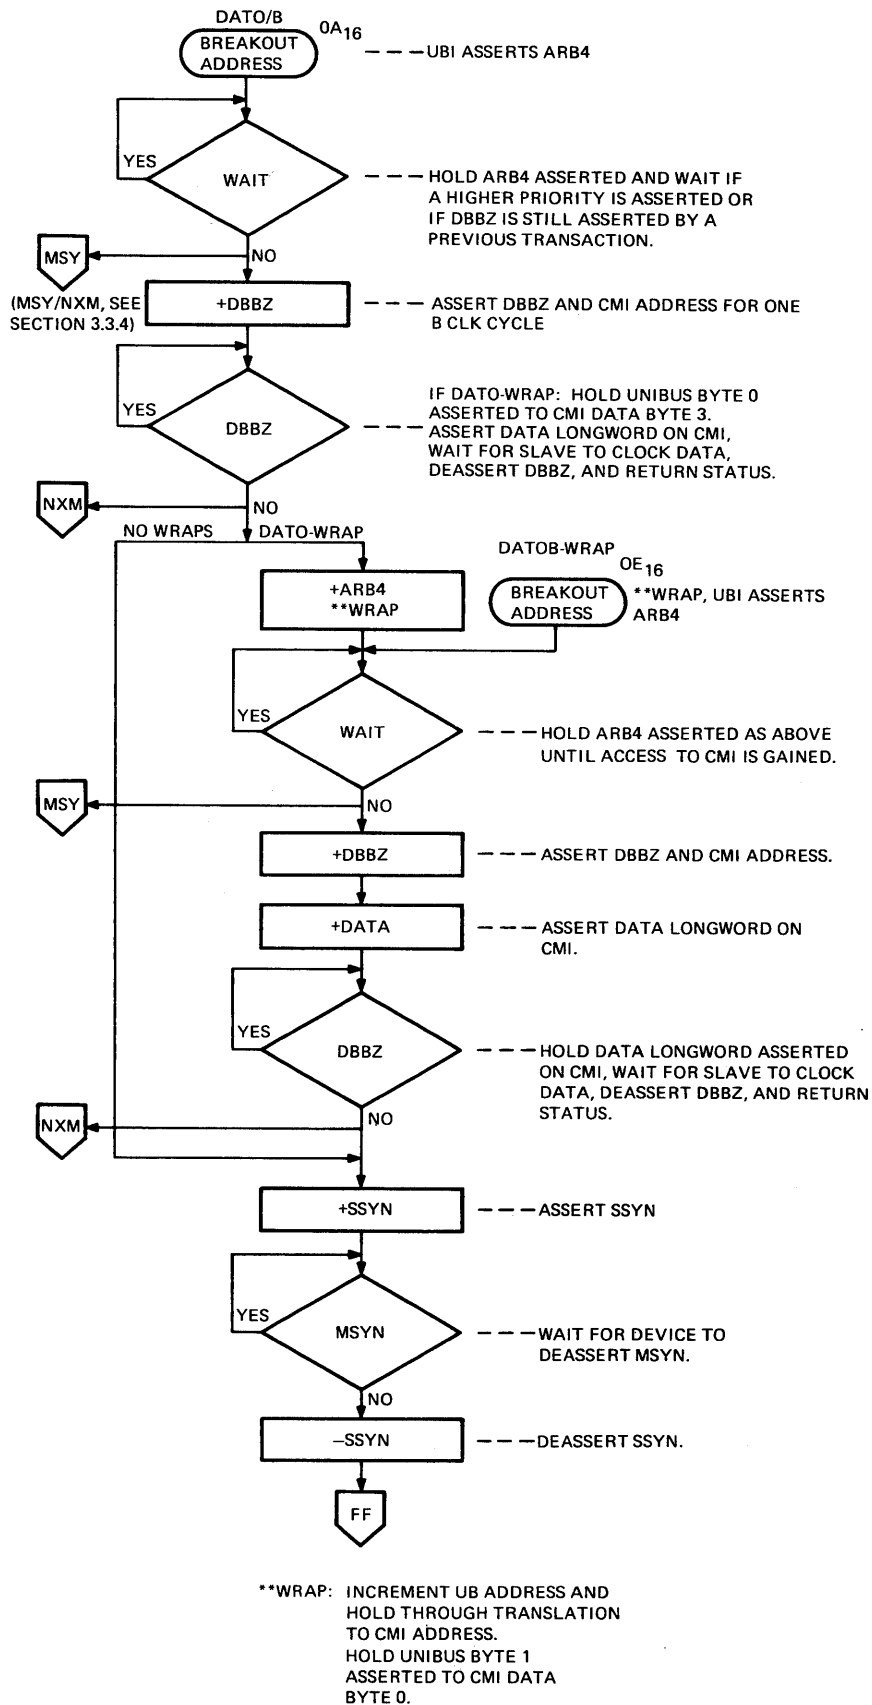 DATO/B
BREAKOUT
ADDRESS
0A16
– – – UBI ASSERTS ARB4
YES
WAIT
– – – HOLD ARB4 ASSERTED AND WAIT IF
A HIGHER PRIORITY IS ASSERTED OR
IF DBBZ IS STILL ASSERTED BY A
PREVIOUS TRANSACTION.
MSY
NO
(MSY/NXM, SEE
SECTION 3.3.4)
+DBBZ
– – – ASSERT DBBZ AND CMI ADDRESS FOR ONE
B CLK CYCLE
YES
DBBZ
IF DATO-WRAP: HOLD UNIBUS BYTE 0
ASSERTED TO CMI DATA BYTE 3.
– – – ASSERT DATA LONGWORD ON CMI,
WAIT FOR SLAVE TO CLOCK DATA,
DEASSERT DBBZ, AND RETURN STATUS.
NXM
NO
NO WRAPS
DATO-WRAP
DATOB-WRAP
+ARB4
**WRAP
BREAKOUT
ADDRESS
OE16
**WRAP, UBI ASSERTS
ARB4
YES
WAIT
– – – HOLD ARB4 ASSERTED AS ABOVE
UNTIL ACCESS TO CMI IS GAINED.
MSY
NO
+DBBZ
– – – ASSERT DBBZ AND CMI ADDRESS.
+DATA
– – – ASSERT DATA LONGWORD ON
CMI.
YES
DBBZ
– – – HOLD DATA LONGWORD ASSERTED
ON CMI, WAIT FOR SLAVE TO CLOCK
DATA, DEASSERT DBBZ, AND RETURN
STATUS.
NXM
NO
+SSYN
– – – ASSERT SSYN
YES
MSYN
– – – WAIT FOR DEVICE TO
DEASSERT MSYN.
NO
–SSYN
– – – DEASSERT SSYN.
FF
**WRAP: INCREMENT UB ADDRESS AND
HOLD THROUGH TRANSLATION
TO CMI ADDRESS.
HOLD UNIBUS BYTE 1
ASSERTED TO CMI DATA
BYTE 0.